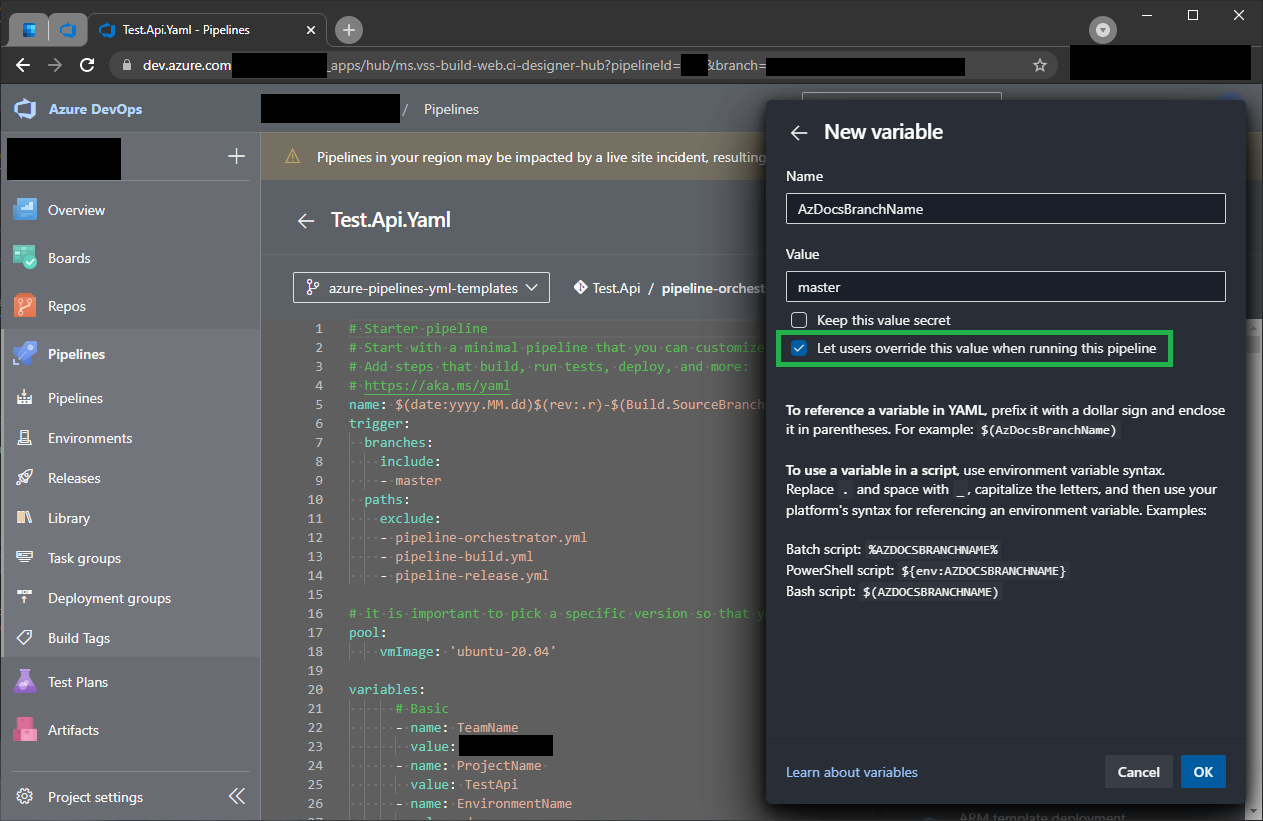 Test.Api.Yaml - Pipelines
dev.azure.com
_apps/hub/ms.vss-build-web.ci-designer-hub?pipelineId=
&branch=
Azure DevOps
/ Pipelines
Pipelines in your region may be impacted by a live site incident, resulting
Overview
Boards
Repos
Pipelines
Pipelines
Environments
Releases
Library
Task groups
Deployment groups
Build Tags
Test Plans
Artifacts
Project settings
Test.Api.Yaml
azure-pipelines-yml-templates
Test.Api / pipeline-orchest
1 # Starter pipeline
2 # Start with a minimal pipeline that you can customize
3 # Add steps that build, run tests, deploy, and more:
4 # https://aka.ms/yaml
5 name: $(date:yyyy.MM.dd)$(rev:.r)-$(Build.SourceBranch
6 trigger:
7 branches:
8 include:
9 - master
10 paths:
11 exclude:
12 - pipeline-orchestrator.yml
13 - pipeline-build.yml
14 - pipeline-release.yml
15
16 # it is important to pick a specific version so that y
17 pool:
18 vmImage: 'ubuntu-20.04'
19
20 variables:
21 # Basic
22 - name: TeamName
23 value:
24 - name: ProjectName
25 value: TestApi
26 - name: EnvironmentName
New variable
Name
AzDocsBranchName
Value
master
Keep this value secret
Let users override this value when running this pipeline
To reference a variable in YAML, prefix it with a dollar sign and enclose
it in parentheses. For example: $(AzDocsBranchName)
To use a variable in a script, use environment variable syntax.
Replace . and space with _, capitalize the letters, and then use your
platform's syntax for referencing an environment variable. Examples:
Batch script: %AZDOCSBRANCHNAME%
PowerShell script: ${env:AZDOCSBRANCHNAME}
Bash script: $(AZDOCSBRANCHNAME)
Learn about variables
Cancel
OK
ARM template deployment